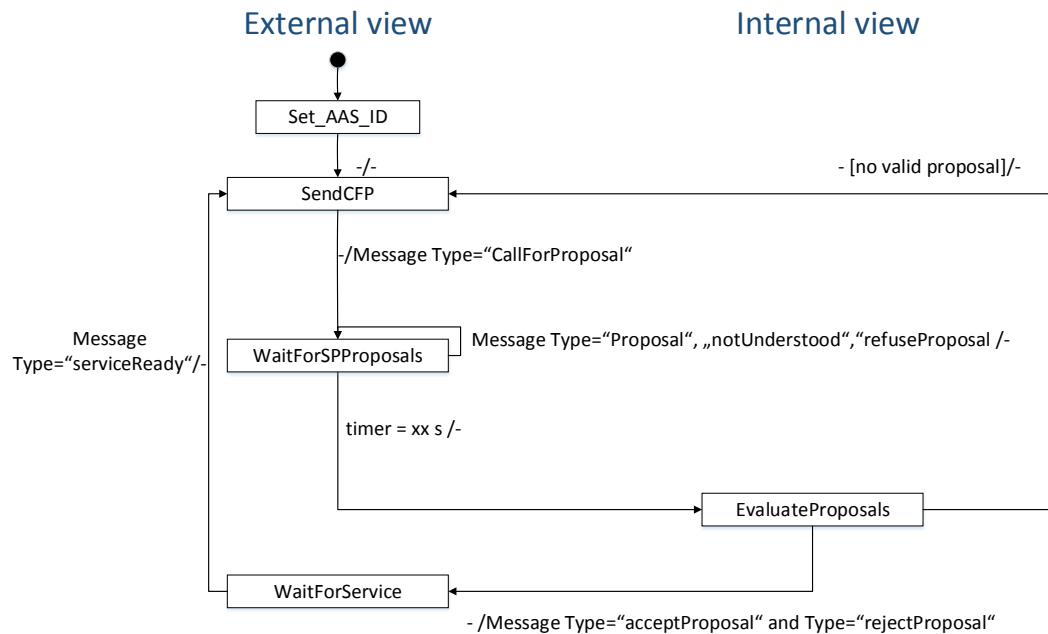 External view
Internal view
Set_AAS_ID
-/-
- [no valid proposal]/-
SendCFP
-/Message Type=“CallForProposal“
Message
Type=“serviceReady“/-
Message Type=“Proposal“, „notUnderstood“,“refuseProposal /-
WaitForSPProposals
timer = xx s /-
EvaluateProposals
WaitForService
- /Message Type=“acceptProposal“ and Type=“rejectProposal“